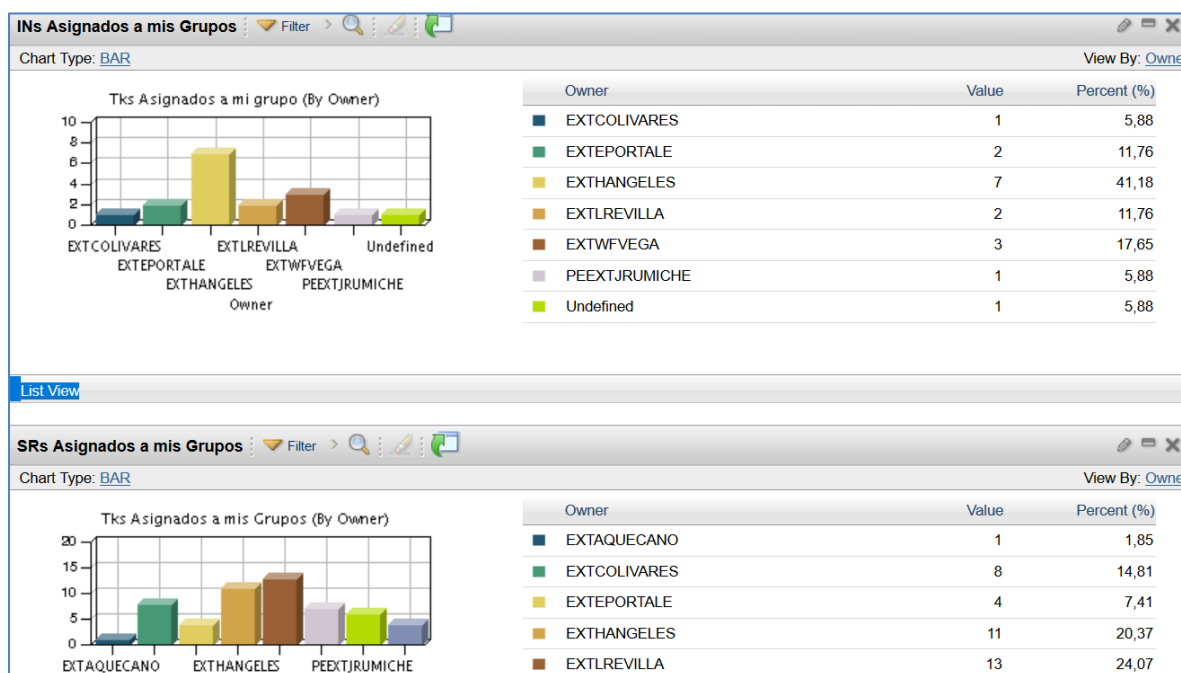 INs Asignados a mis Grupos Filter
Chart Type: BAR View By: Owne
Tks Asignados a mi grupo (By Owner)
10
8
6
4
2
0
EXTCOLIVARES EXTLREVILLA Undefined
EXTEPORTALE EXTWFVEGA
EXTHANGELES PEEXTJRUMICHE
Owner
Owner Value Percent (%)
EXTCOLIVARES 1 5,88
EXTEPORTALE 2 11,76
EXTHANGELES 7 41,18
EXTLREVILLA 2 11,76
EXTWFVEGA 3 17,65
PEEXTJRUMICHE 1 5,88
Undefined 1 5,88
List View
SRs Asignados a mis Grupos Filter
Chart Type: BAR View By: Owne
Tks Asignados a mis Grupos (By Owner)
20
15
10
5
0
EXTAQUECANO EXTHANGELES PEEXTJRUMICHE
Owner Value Percent (%)
EXTAQUECANO 1 1,85
EXTCOLIVARES 8 14,81
EXTEPORTALE 4 7,41
EXTHANGELES 11 20,37
EXTLREVILLA 13 24,07